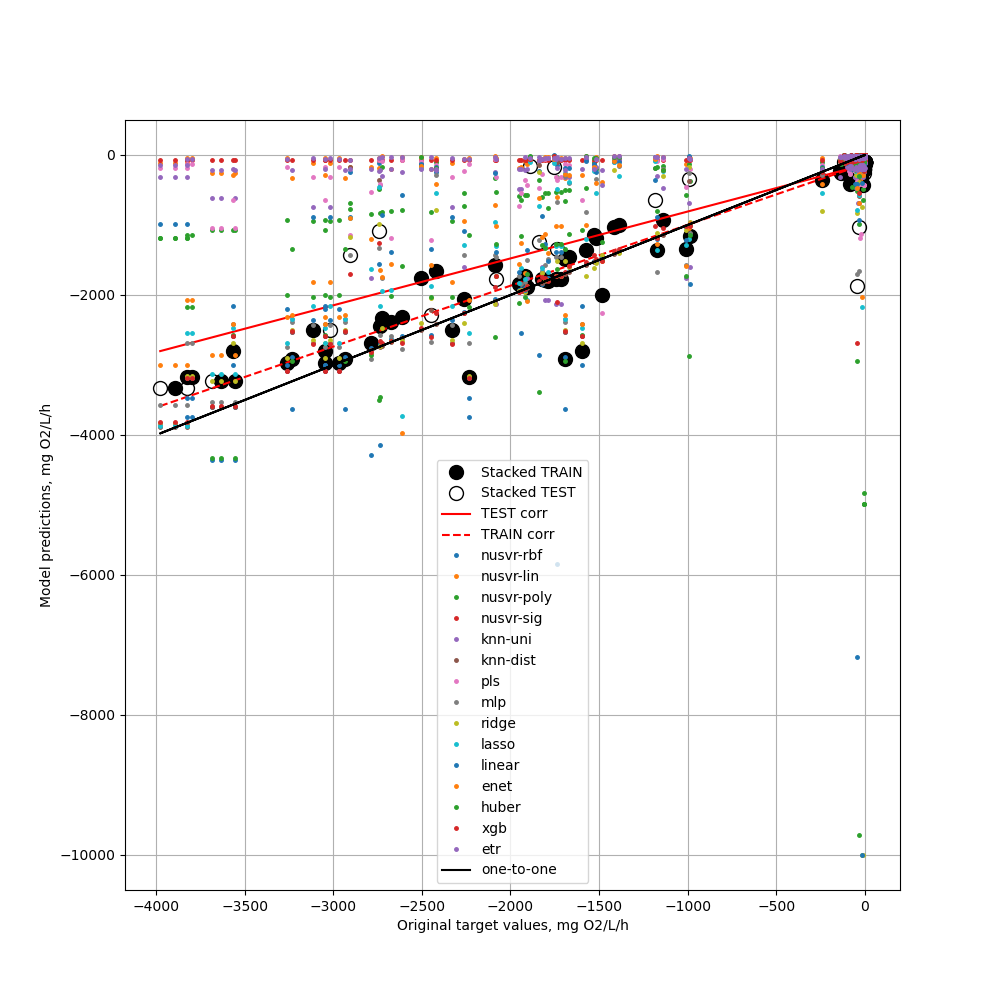 0
−2000
−4000
−6000
−8000
−10000
Model predictions, mg O2/L/h
Stacked TRAIN
Stacked TEST
TEST corr
TRAIN corr
nusvr-rbf
nusvr-lin
nusvr-poly
nusvr-sig
knn-uni
knn-dist
pls
mlp
ridge
lasso
linear
enet
huber
xgb
etr
one-to-one
−4000 −3500 −3000 −2500 −2000 −1500 −1000 −500 0
Original target values, mg O2/L/h